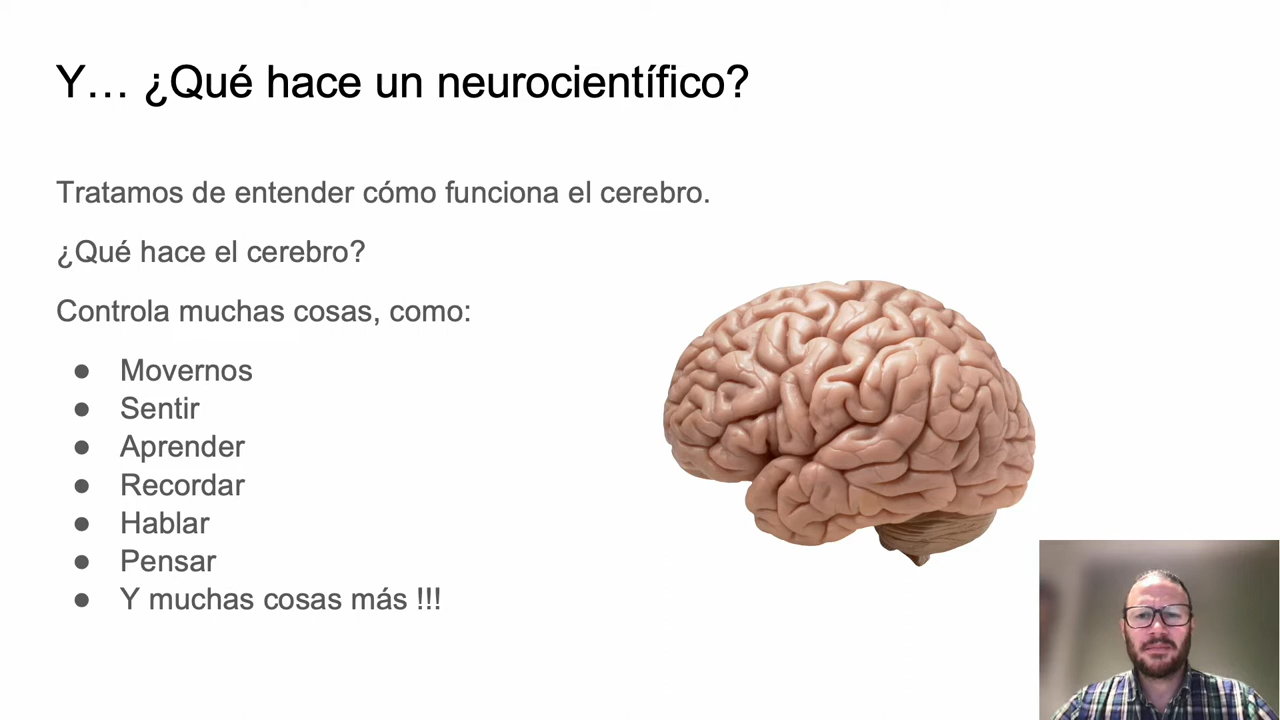 Y… ¿Qué hace un neurocientífico?
Tratamos de entender cómo funciona el cerebro.
¿Qué hace el cerebro?
Controla muchas cosas, como:
● Movernos
● Sentir
● Aprender
● Recordar
● Hablar
● Pensar
● Y muchas cosas más !!!